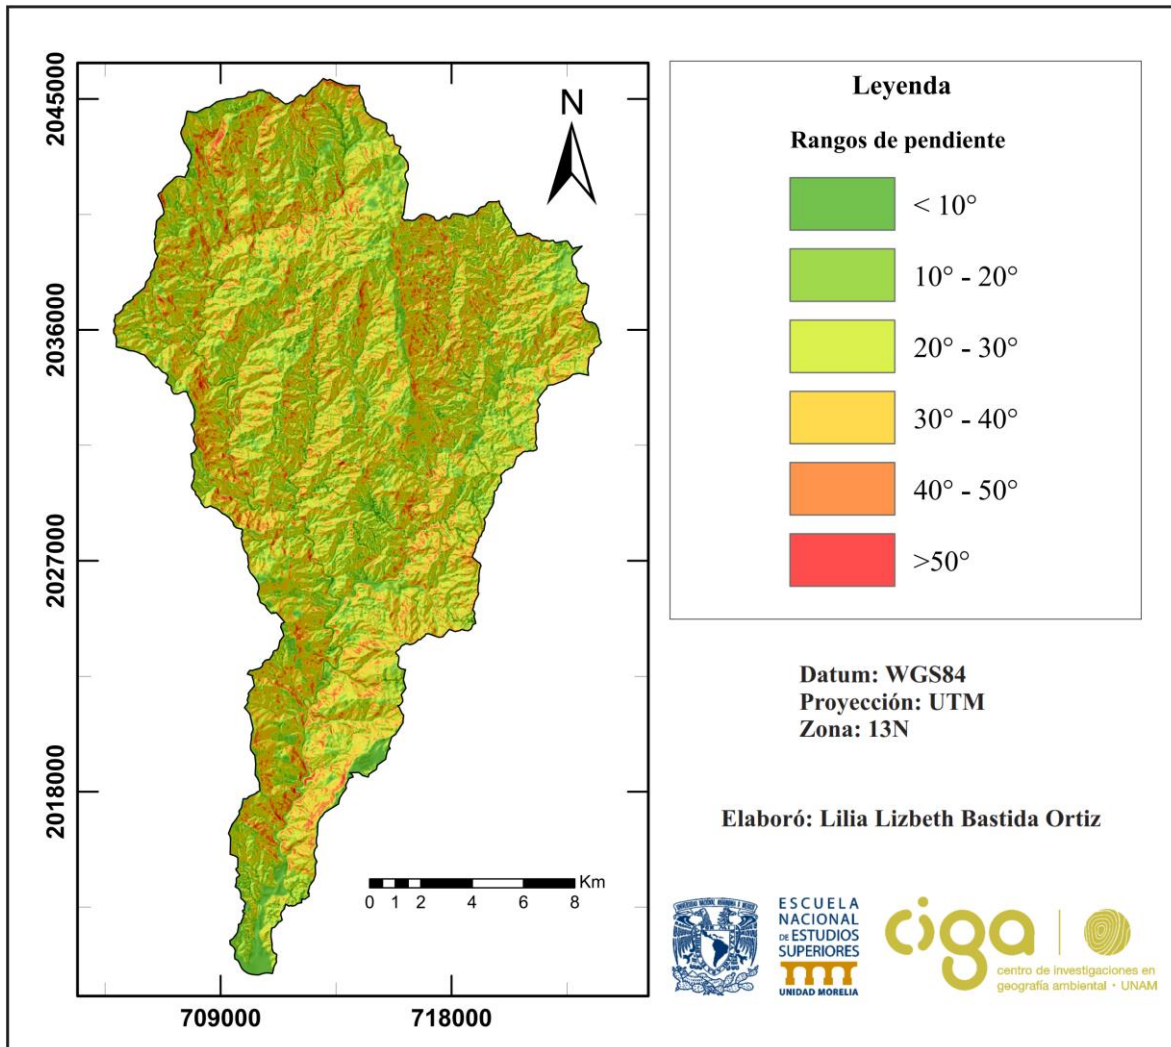 2045000
2036000
2027000
2018000
709000
718000
N
Km
0 1 2 4 6 8
Leyenda
Rangos de pendiente
< 10°
10° - 20°
20° - 30°
30° - 40°
40° - 50°
>50°
Datum: WGS84
Proyección: UTM
Zona: 13N
Elaboró: Lilia Lizbeth Bastida Ortiz
ESCUELA
NACIONAL
DE ESTUDIOS
SUPERIORES
UNIDAD MORELIA
ciga
centro de investigaciones en
geografía ambiental · UNAM